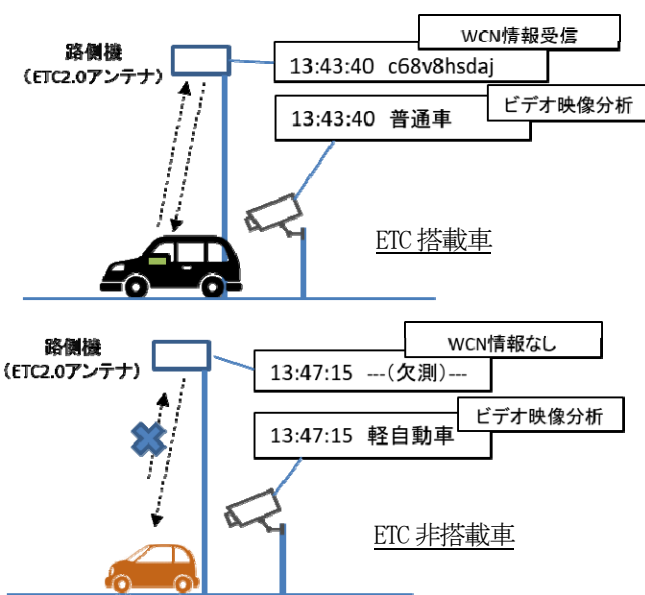 WCN情報受信
路側機
(ETC2.0アンテナ)
13:43:40 c68v8hsdaj
ビデオ映像分析
13:43:40 普通車
ETC 搭載車
路側機
(ETC2.0アンテナ)
WCN情報なし
13:47:15 ---(欠測)---
ビデオ映像分析
13:47:15 軽自動車
ETC 非搭載車